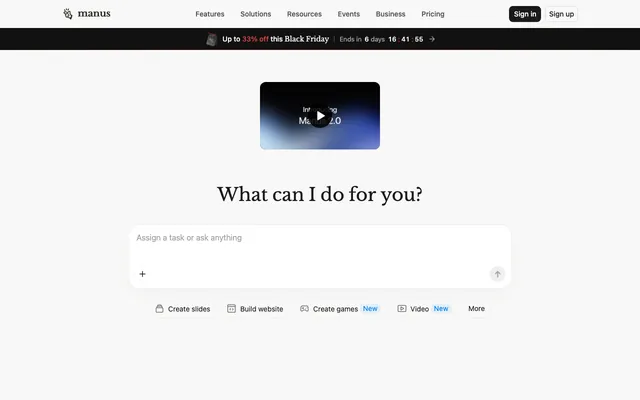 manus
Features Solutions Resources Events Business Pricing
Sign in Sign up
Up to 33% off this Black Friday Ends in 6 days 16 : 41 : 55
What can I do for you?
Assign a task or ask anything
Create slides Build website Create games New Video New More